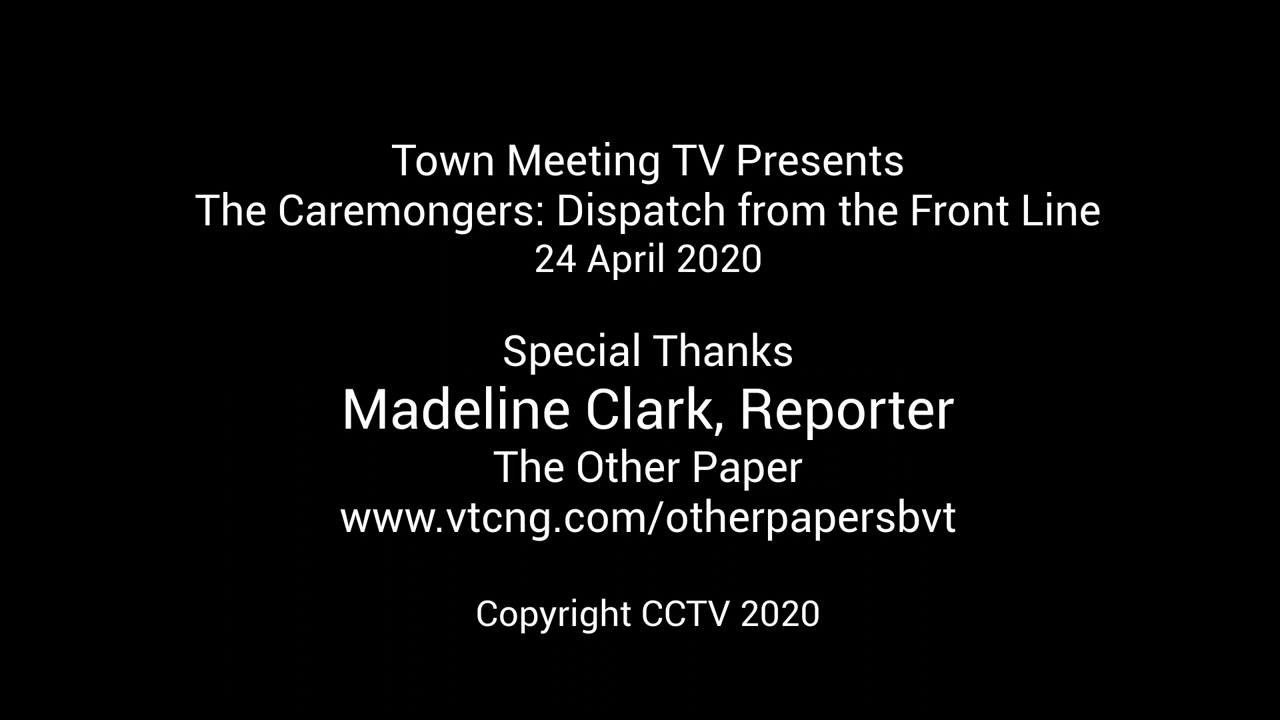 Town Meeting TV Presents
The Caremongers: Dispatch from the Front Line
24 April 2020
Special Thanks
Madeline Clark, Reporter
The Other Paper
www.vtcng.com/otherpapersbvt
Copyright CCTV 2020